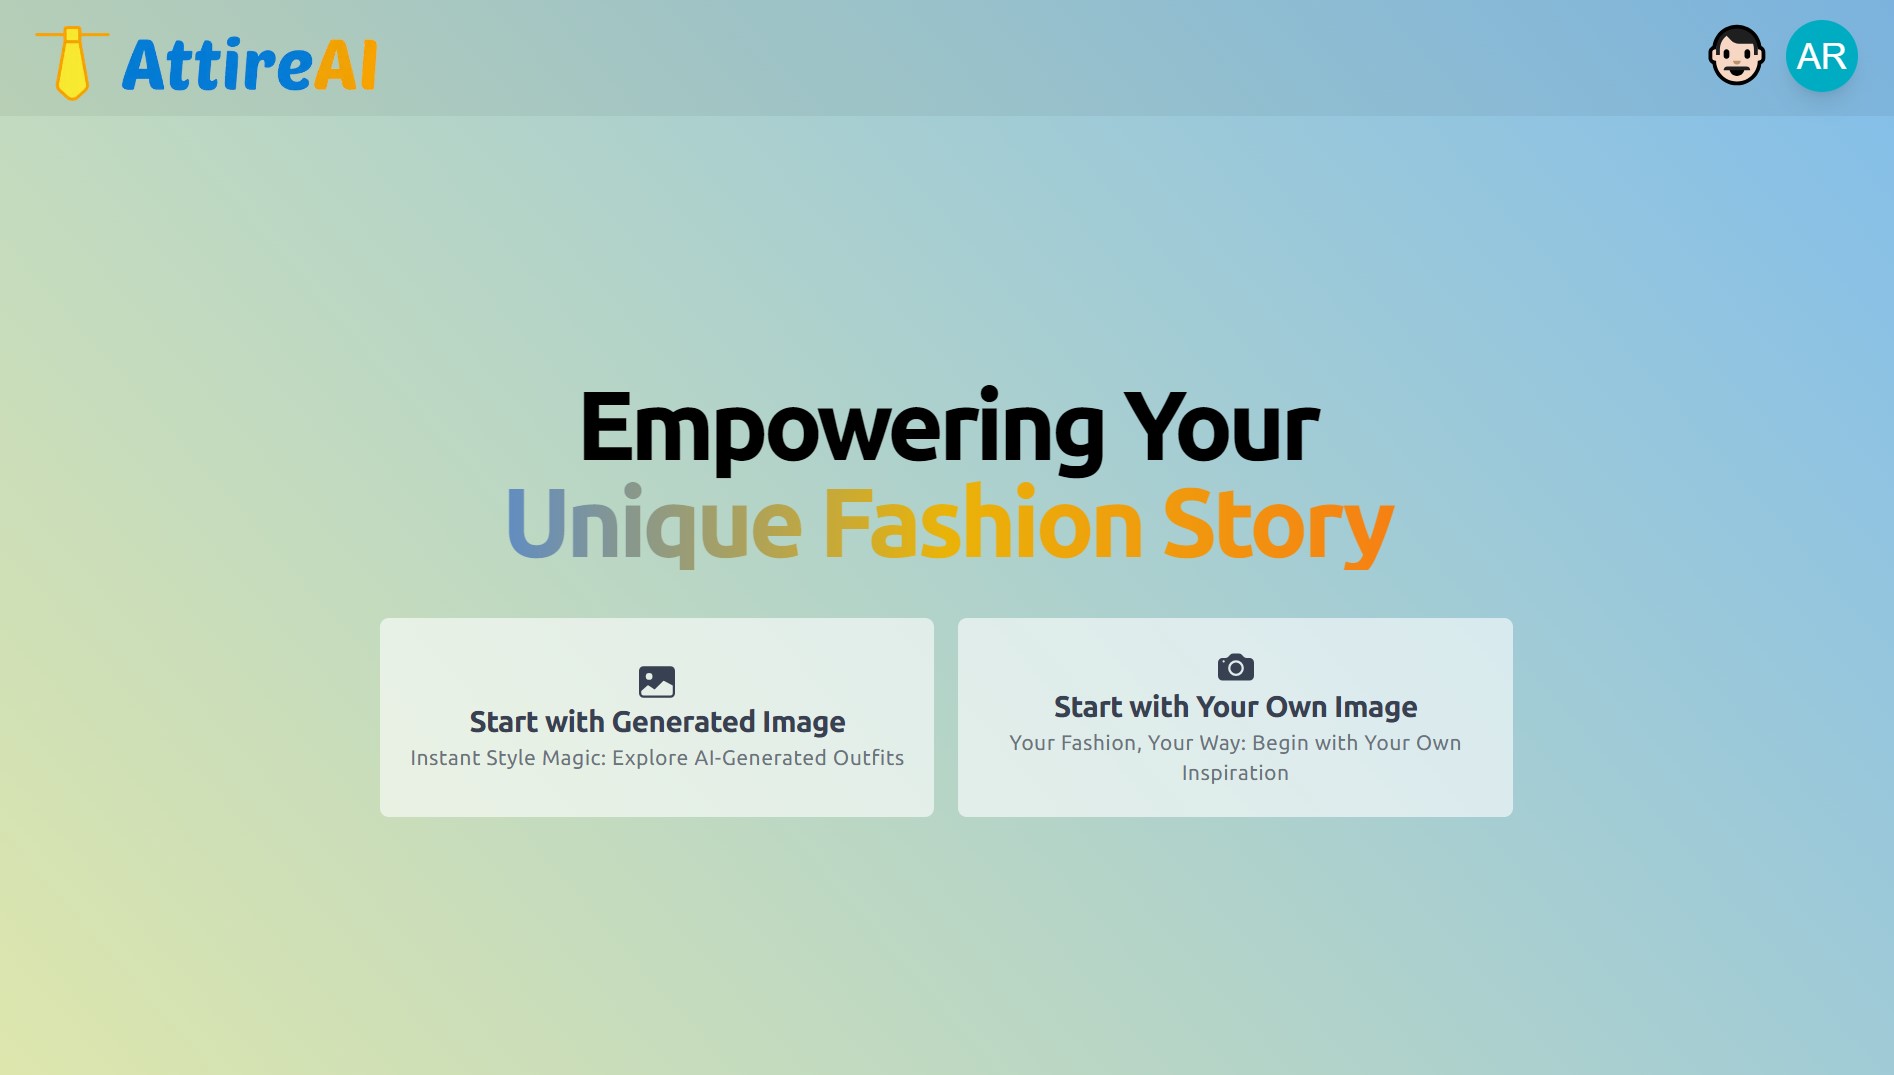 AttireAI
AR
Empowering Your
Unique Fashion Story
Start with Generated Image
Instant Style Magic: Explore AI-Generated Outfits
Start with Your Own Image
Your Fashion, Your Way: Begin with Your Own
Inspiration